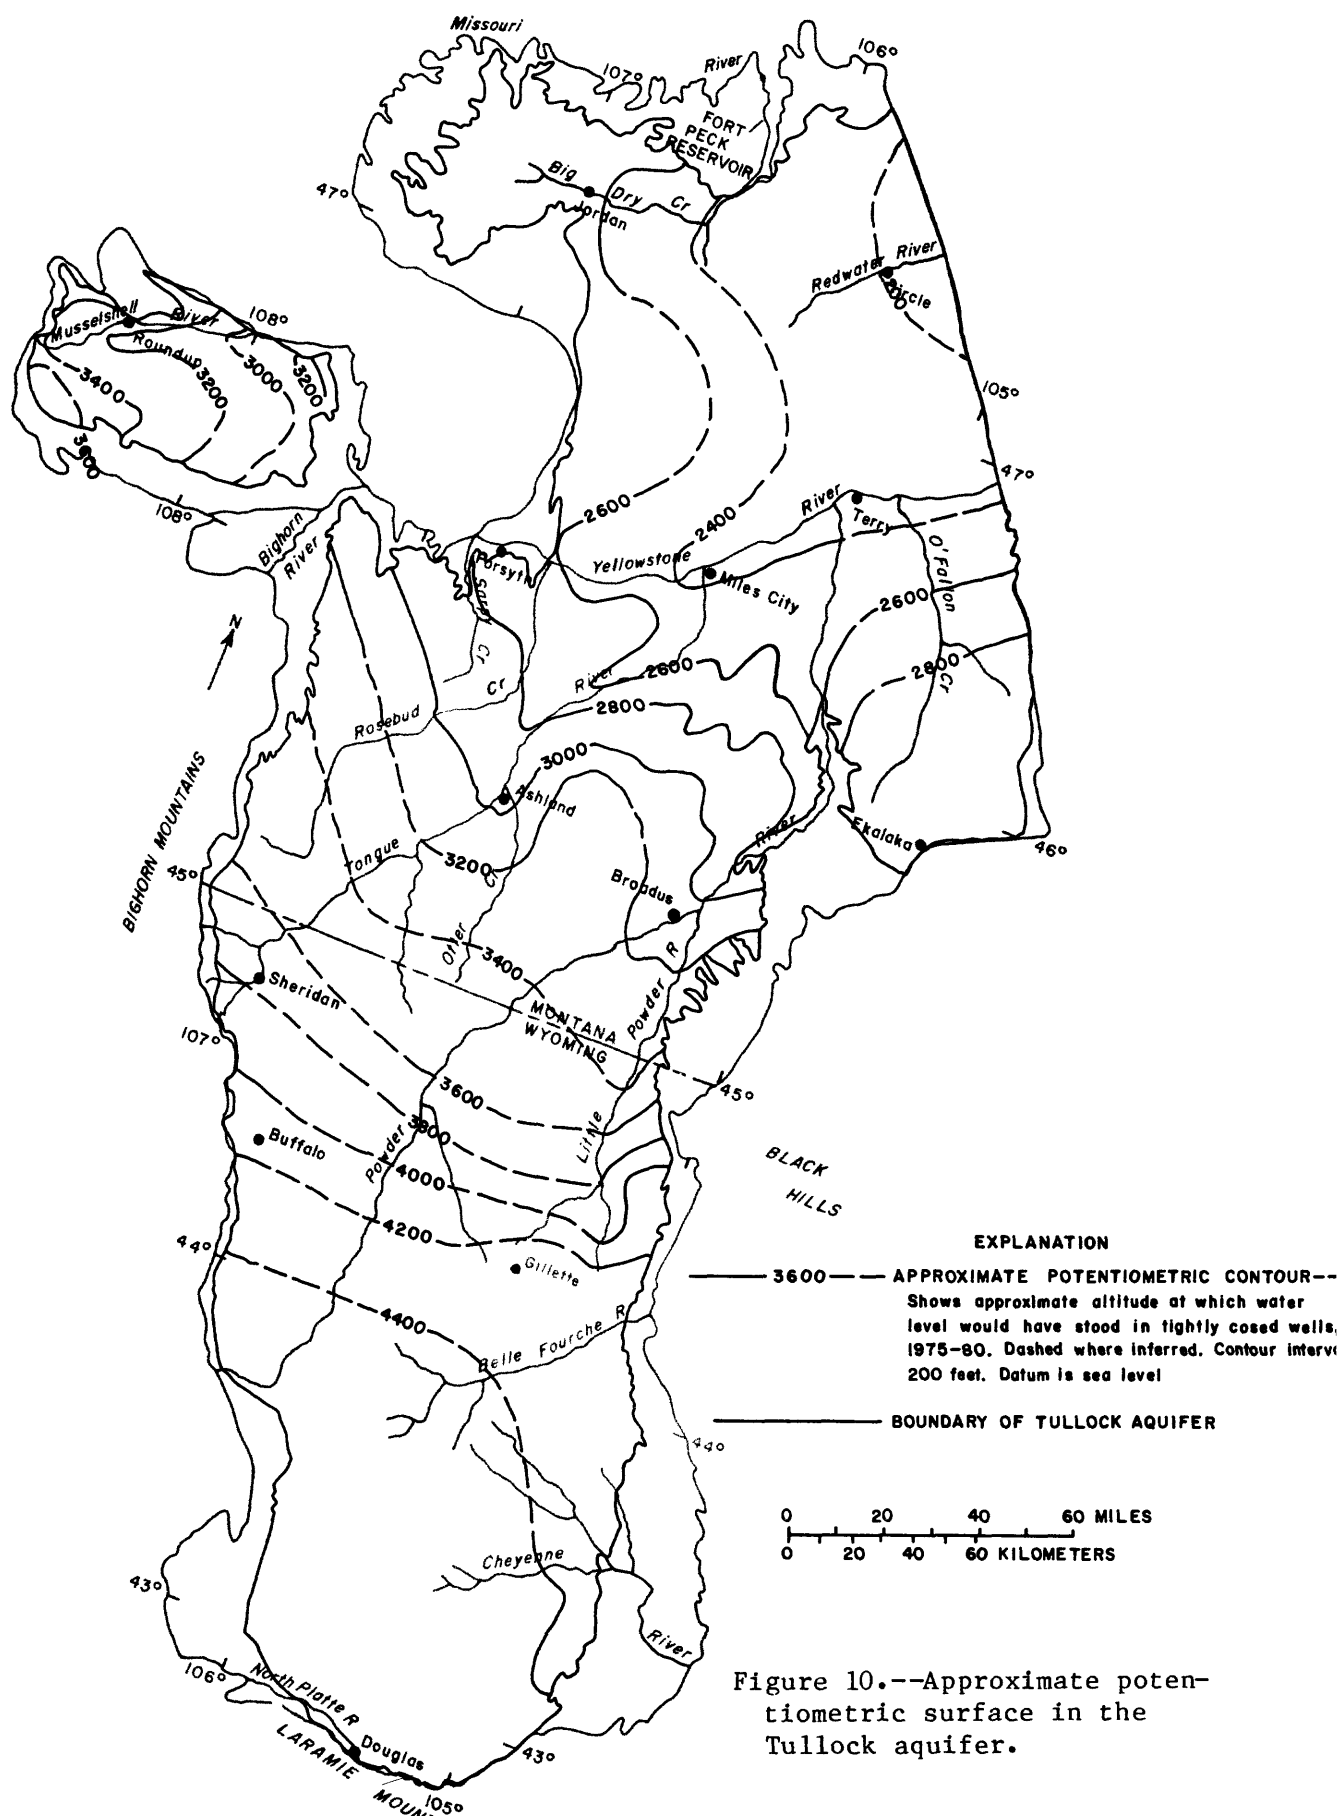 Missouri
River
107°
106°
FORT
PECK
RESERVOIR
47°
Big Dry Cr
Jordan
Redwater River
Circle
Musselshell River
108°
Roundup
3400
3200
3000
3200
3600
105°
47°
108°
Bighorn
River
2600
2400
River
Terry
Forsyth
Yellowstone
Miles City
O'Fallon
Cr
2600
2800
N
Sarpy
Cr
Rosebud
Cr
River
2600
2800
3000
Ashland
BIGHORN MOUNTAINS
Tongue
3200
River
Ekalaka
46°
45°
Broadus
Otter
Cr
3400
R
Sheridan
MONTANA
WYOMING
Powder
107°
45°
3600
3800
Little
Buffalo
Powder
4000
BLACK
HILLS
4200
44°
Gillette
4400
Belle Fourche R
EXPLANATION
3600 APPROXIMATE POTENTIOMETRIC CONTOUR--
Shows approximate altitude at which water
level would have stood in tightly cased wells,
1975-80. Dashed where inferred. Contour interv
200 feet. Datum is sea level
BOUNDARY OF TULLOCK AQUIFER
44°
0 20 40 60 MILES
0 20 40 60 KILOMETERS
Cheyenne
River
43°
106°
North Platte R
Douglas
LARAMIE
MOUN
43°
105°
Figure 10.--Approximate poten-
tiometric surface in the
Tullock aquifer.